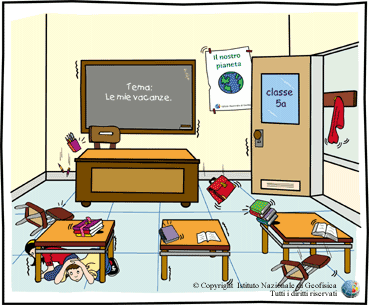 Tema:
Le mie vacanze.
Il nostro
pianeta
classe
5a
© Copyright Istituto Nazionale di Geofisica
Tutti i diritti riservati